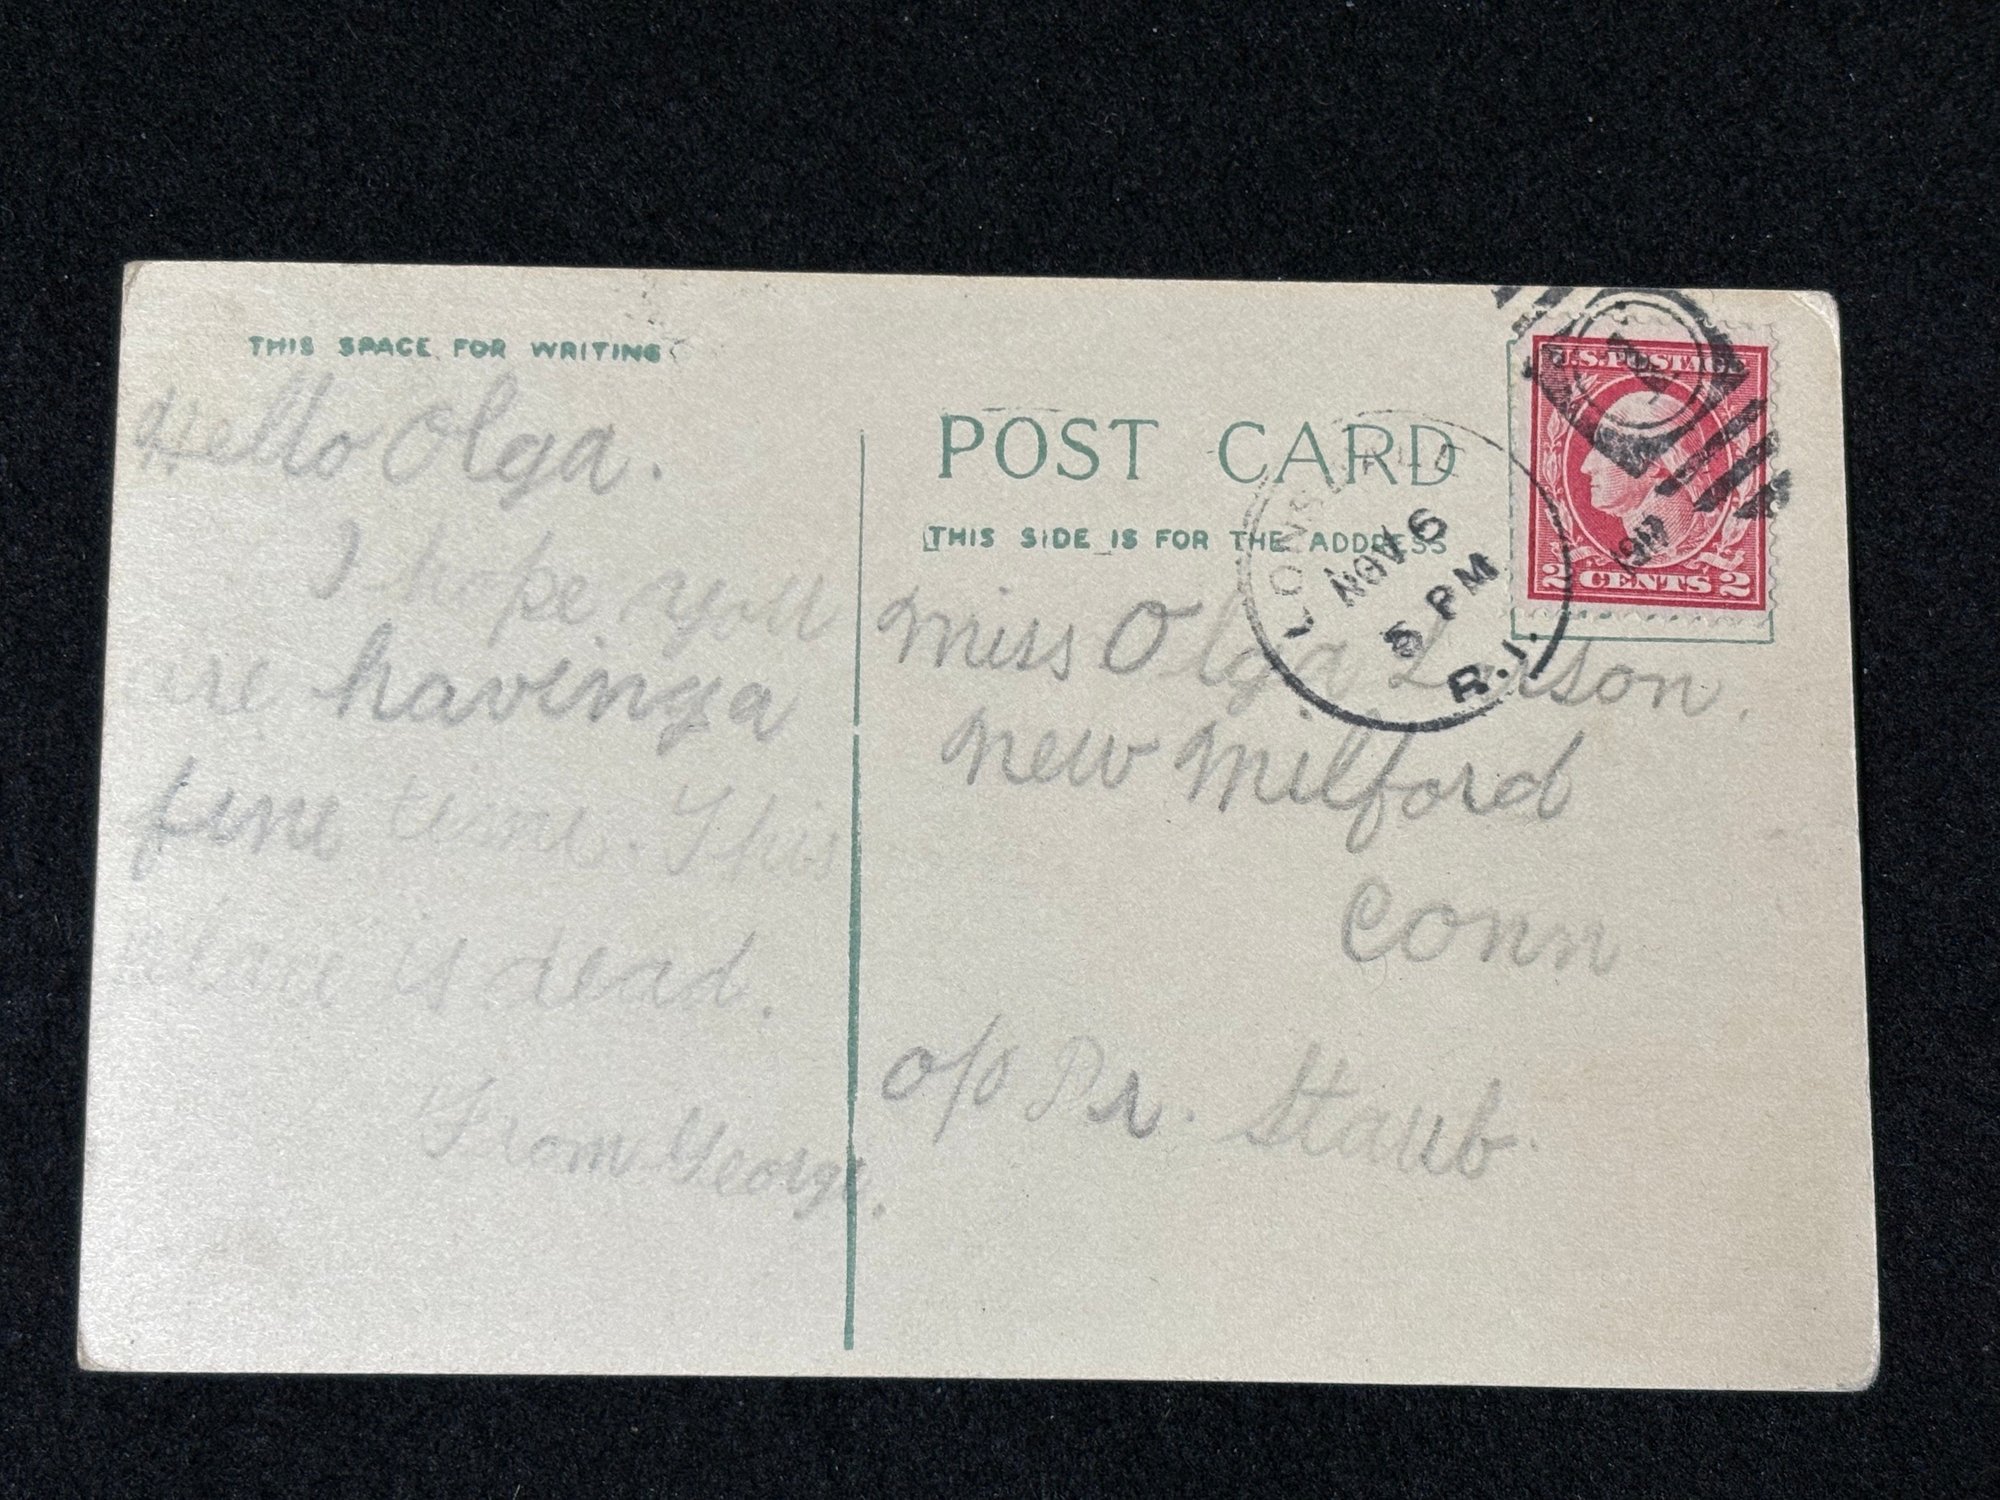 THIS SPACE FOR WRITING
Hello Olga.
I hope you
are having a
fine time. This
place is dead.
From George.
POST CARD
THIS SIDE IS FOR THE ADDRESS
LONSDALE
NOV 6
5 PM
R.I.
U.S. POSTAGE
2 CENTS 2
Miss Olga Larson.
New Milford
Conn
c/o Dr. Staub.